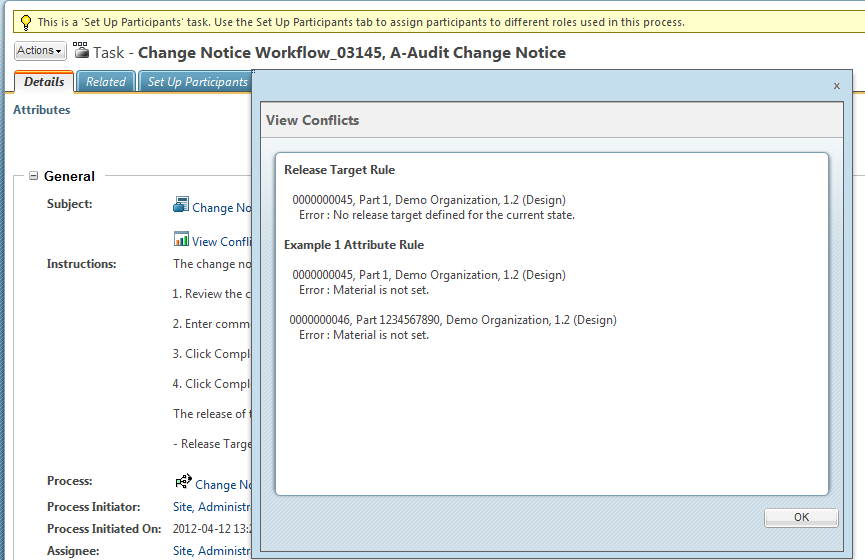 This is a 'Set Up Participants' task. Use the Set Up Participants tab to assign participants to different roles used in this process.
Actions
Task - Change Notice Workflow_03145, A-Audit Change Notice
Details Related Set Up Participants
x
Attributes
View Conflicts
General
Release Target Rule
Subject:
Change No
0000000045, Part 1, Demo Organization, 1.2 (Design)
Error : No release target defined for the current state.
View Confli
Example 1 Attribute Rule
Instructions:
The change no
0000000045, Part 1, Demo Organization, 1.2 (Design)
Error : Material is not set.
1. Review the c
0000000046, Part 1234567890, Demo Organization, 1.2 (Design)
2. Enter comm
Error : Material is not set.
3. Click Compl
4. Click Compl
The release of
- Release Targe
Process:
Change No
Process Initiator:
Site, Administr
OK
Process Initiated On:
2012-04-12 13:2
Assignee:
Site, Administr